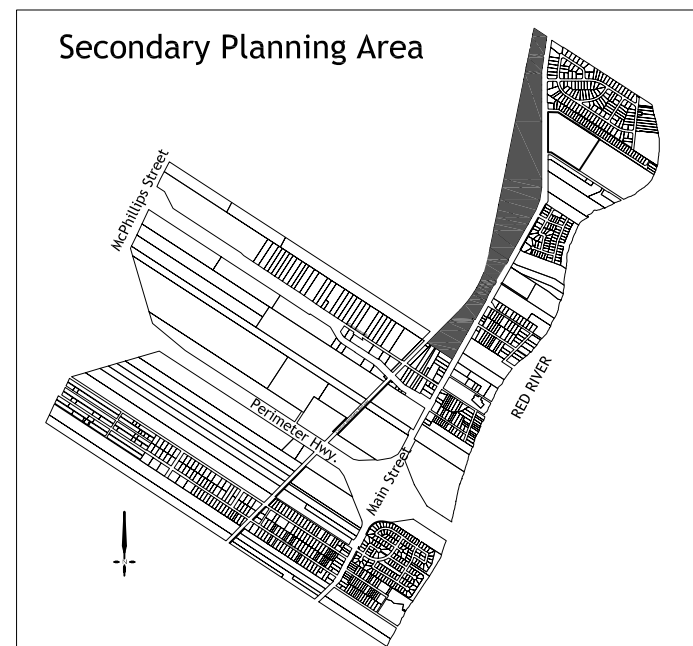 Secondary Planning Area
McPhillips Street
Perimeter Hwy.
Main Street
RED RIVER